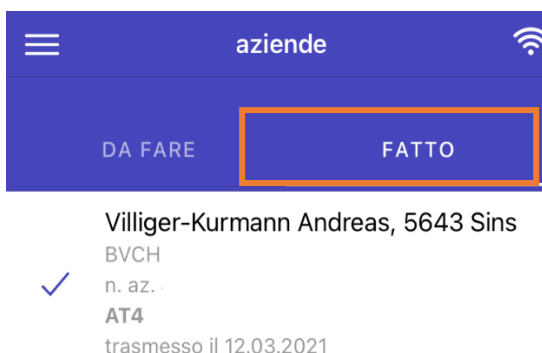 aziende
DA FARE FATTO
Villiger-Kurmann Andreas, 5643 Sins
BVCH
n. az.
AT4
trasmesso il 12.03.2021